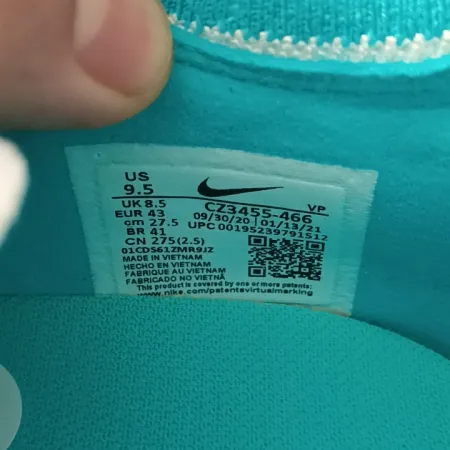 US
9.5
UK 8.5
EUR 43
cm 27.5
BR 41
CN 275(2.5)
VP
CZ3455-466
09/30/20 | 01/13/21
UPC 00195239791512
01CDS61ZMR9JZ
MADE IN VIETNAM
HECHO EN VIETNAM
FABRIQUE AU VIETNAM
FABRICADO NO VIETNÃ
This product is covered by one or more patents:
www.nike.com/patentsvirtualmarking